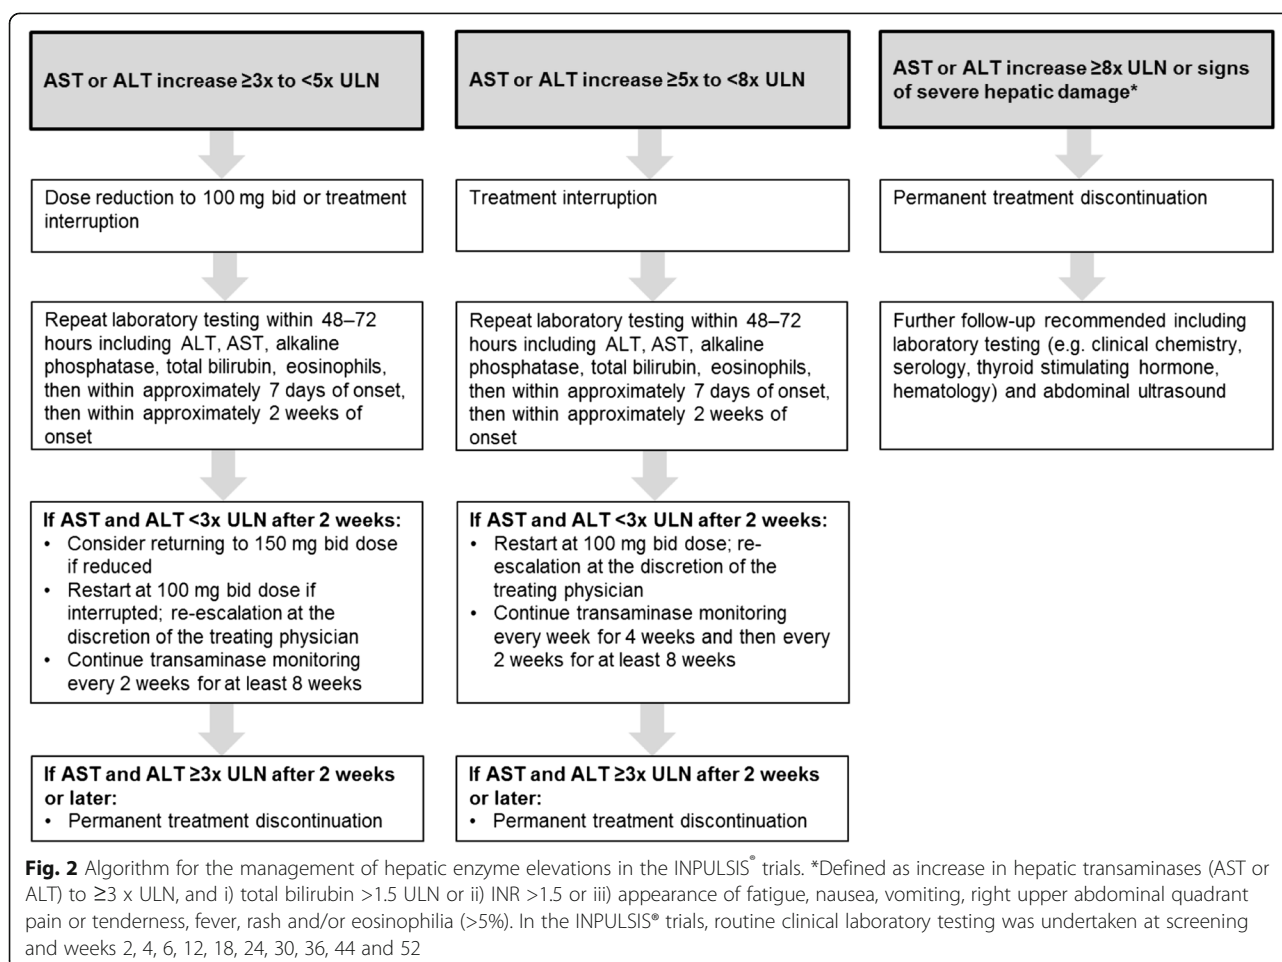 AST or ALT increase ≥3x to <5x ULN
Dose reduction to 100 mg bid or treatment
interruption
Repeat laboratory testing within 48–72
hours including ALT, AST, alkaline
phosphatase, total bilirubin, eosinophils,
then within approximately 7 days of onset,
then within approximately 2 weeks of
onset
If AST and ALT <3x ULN after 2 weeks:
• Consider returning to 150 mg bid dose
if reduced
• Restart at 100 mg bid dose if
interrupted; re-escalation at the
discretion of the treating physician
• Continue transaminase monitoring
every 2 weeks for at least 8 weeks
If AST and ALT ≥3x ULN after 2 weeks
or later:
• Permanent treatment discontinuation
AST or ALT increase ≥5x to <8x ULN
Treatment interruption
Repeat laboratory testing within 48–72
hours including ALT, AST, alkaline
phosphatase, total bilirubin, eosinophils,
then within approximately 7 days of onset,
then within approximately 2 weeks of
onset
If AST and ALT <3x ULN after 2 weeks:
• Restart at 100 mg bid dose; re-
escalation at the discretion of the
treating physician
• Continue transaminase monitoring
every week for 4 weeks and then every
2 weeks for at least 8 weeks
If AST and ALT ≥3x ULN after 2 weeks
or later:
• Permanent treatment discontinuation
AST or ALT increase ≥8x ULN or signs
of severe hepatic damage*
Permanent treatment discontinuation
Further follow-up recommended including
laboratory testing (e.g. clinical chemistry,
serology, thyroid stimulating hormone,
hematology) and abdominal ultrasound
Fig. 2 Algorithm for the management of hepatic enzyme elevations in the INPULSIS® trials. *Defined as increase in hepatic transaminases (AST or
ALT) to ≥3 x ULN, and i) total bilirubin >1.5 ULN or ii) INR >1.5 or iii) appearance of fatigue, nausea, vomiting, right upper abdominal quadrant
pain or tenderness, fever, rash and/or eosinophilia (>5%). In the INPULSIS® trials, routine clinical laboratory testing was undertaken at screening
and weeks 2, 4, 6, 12, 18, 24, 30, 36, 44 and 52